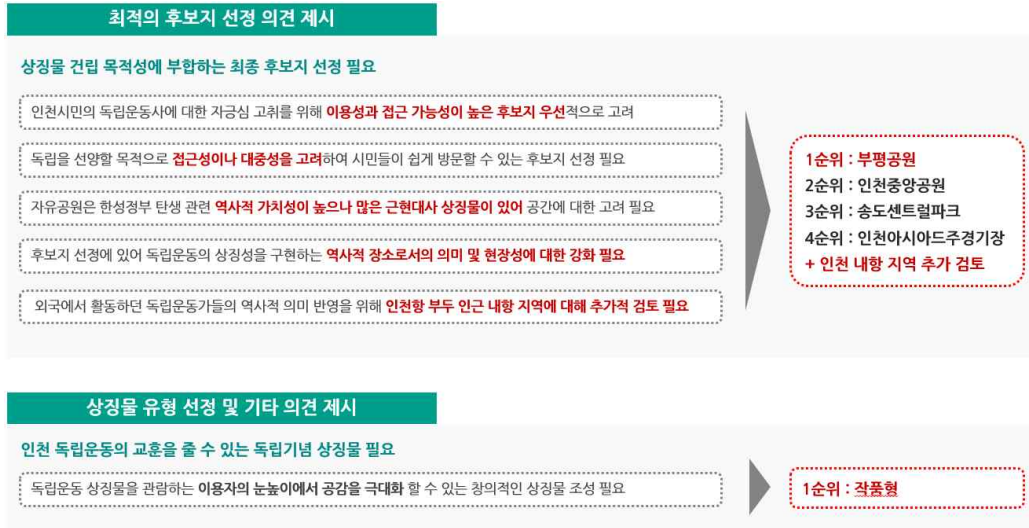 최적의 후보지 선정 의견 제시
상징물 건립 목적성에 부합하는 최종 후보지 선정 필요
인천시민의 독립운동사에 대한 자긍심 고취를 위해 이용성과 접근 가능성이 높은 후보지 우선적으로 고려
독립을 선양할 목적으로 접근성이나 대중성을 고려하여 시민들이 쉽게 방문할 수 있는 후보지 선정 필요
자유공원은 한성정부 탄생 관련 역사적 가치성이 높으나 많은 근현대사 상징물이 있어 공간에 대한 고려 필요
후보지 선정에 있어 독립운동의 상징성을 구현하는 역사적 장소로서의 의미 및 현장성에 대한 강화 필요
외국에서 활동하던 독립운동가들의 역사적 의미 반영을 위해 인천항 부두 인근 내항 지역에 대해 추가적 검토 필요
1순위 : 부평공원
2순위 : 인천중앙공원
3순위 : 송도센트럴파크
4순위 : 인천아시아드주경기장
+ 인천 내항 지역 추가 검토
상징물 유형 선정 및 기타 의견 제시
인천 독립운동의 교훈을 줄 수 있는 독립기념 상징물 필요
독립운동 상징물을 관람하는 이용자의 눈높이에서 공감을 극대화 할 수 있는 창의적인 상징물 조성 필요
1순위 : 작품형